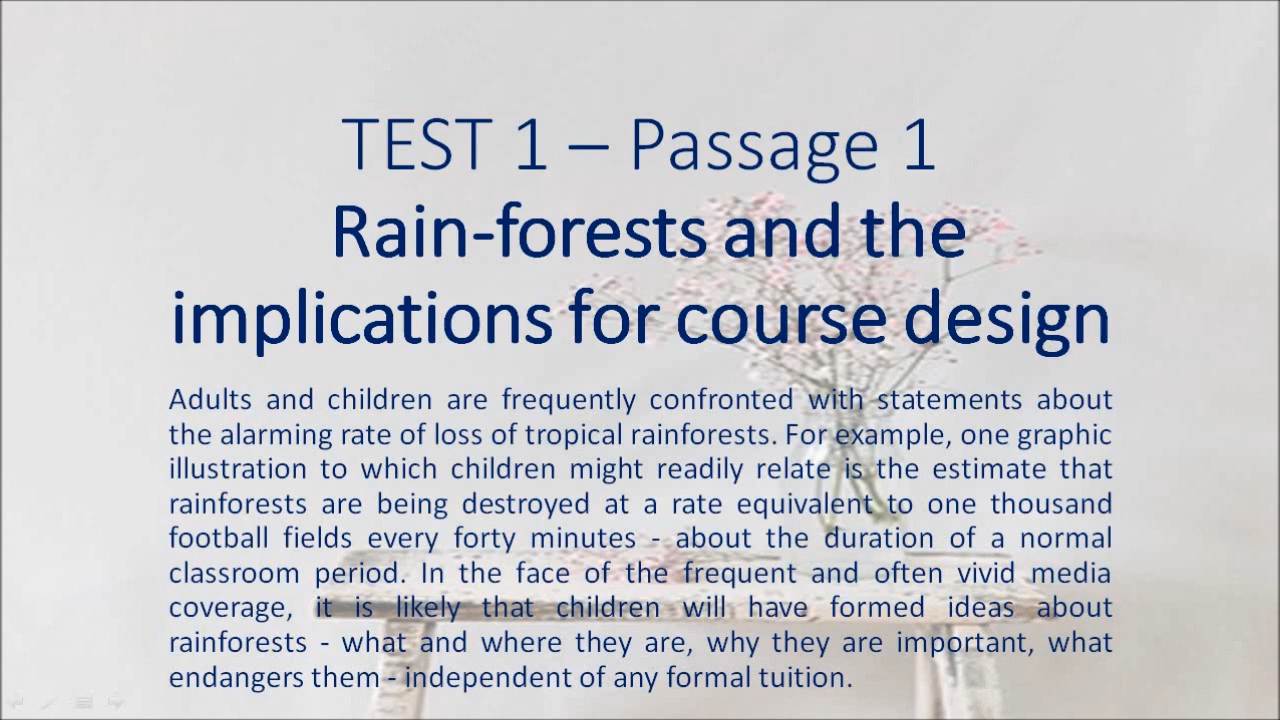 TEST 1 – Passage 1
Rain-forests and the
implications for course design
Adults and children are frequently confronted with statements about
the alarming rate of loss of tropical rainforests. For example, one graphic
illustration to which children might readily relate is the estimate that
rainforests are being destroyed at a rate equivalent to one thousand
football fields every forty minutes - about the duration of a normal
classroom period. In the face of the frequent and often vivid media
coverage, it is likely that children will have formed ideas about
rainforests - what and where they are, why they are important, what
endangers them - independent of any formal tuition.